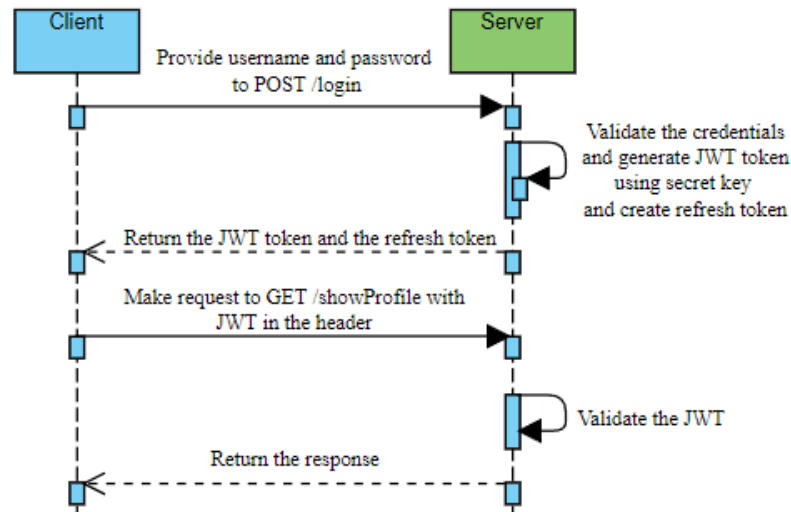 Client
Server
Provide username and password
to POST /login
Validate the credentials
and generate JWT token
using secret key
and create refresh token
Return the JWT token and the refresh token
Make request to GET /showProfile with
JWT in the header
Validate the JWT
Return the response